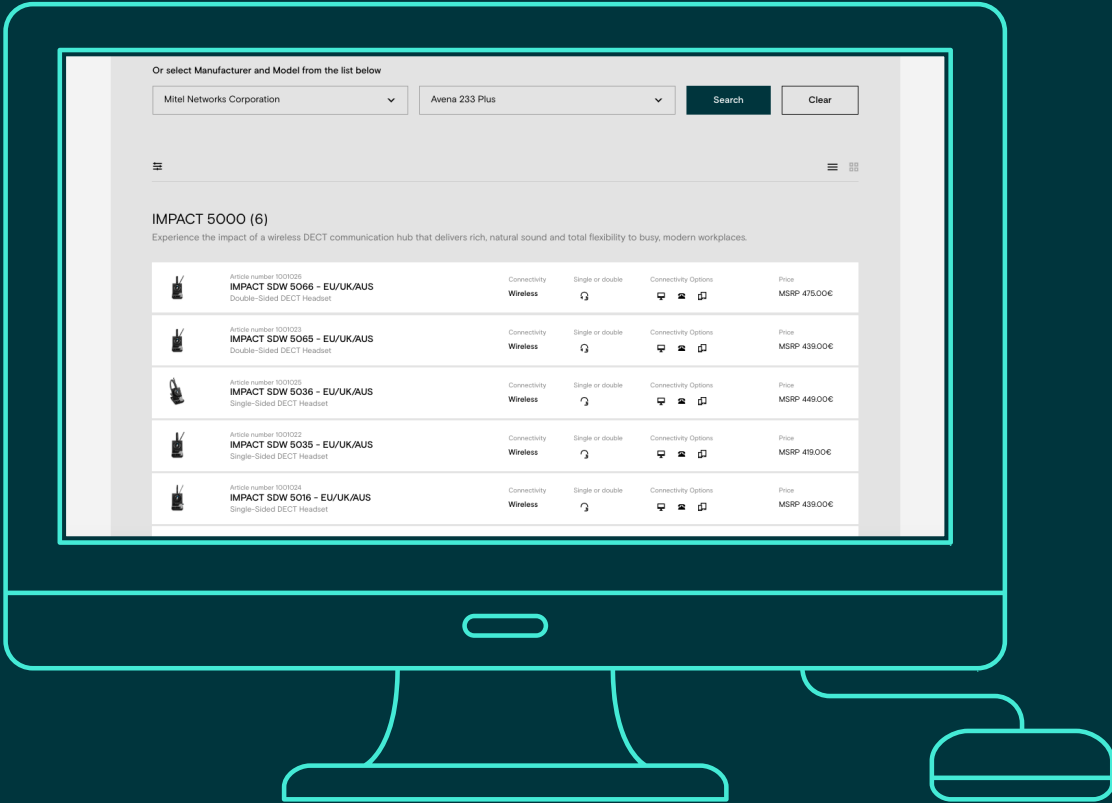 Or select Manufacturer and Model from the list below
Mitel Networks Corporation
Avena 233 Plus
Search
Clear
IMPACT 5000 (6)
Experience the impact of a wireless DECT communication hub that delivers rich, natural sound and total flexibility to busy, modern workplaces.
Article number 1001026
IMPACT SDW 5066 - EU/UK/AUS
Double-Sided DECT Headset
Connectivity
Wireless
Single or double
Connectivity Options
Price
MSRP 475.00€
Article number 1001023
IMPACT SDW 5065 - EU/UK/AUS
Double-Sided DECT Headset
Connectivity
Wireless
Single or double
Connectivity Options
Price
MSRP 439.00€
Article number 1001025
IMPACT SDW 5036 - EU/UK/AUS
Single-Sided DECT Headset
Connectivity
Wireless
Single or double
Connectivity Options
Price
MSRP 449.00€
Article number 1001022
IMPACT SDW 5035 - EU/UK/AUS
Single-Sided DECT Headset
Connectivity
Wireless
Single or double
Connectivity Options
Price
MSRP 419.00€
Article number 1001024
IMPACT SDW 5016 - EU/UK/AUS
Single-Sided DECT Headset
Connectivity
Wireless
Single or double
Connectivity Options
Price
MSRP 439.00€